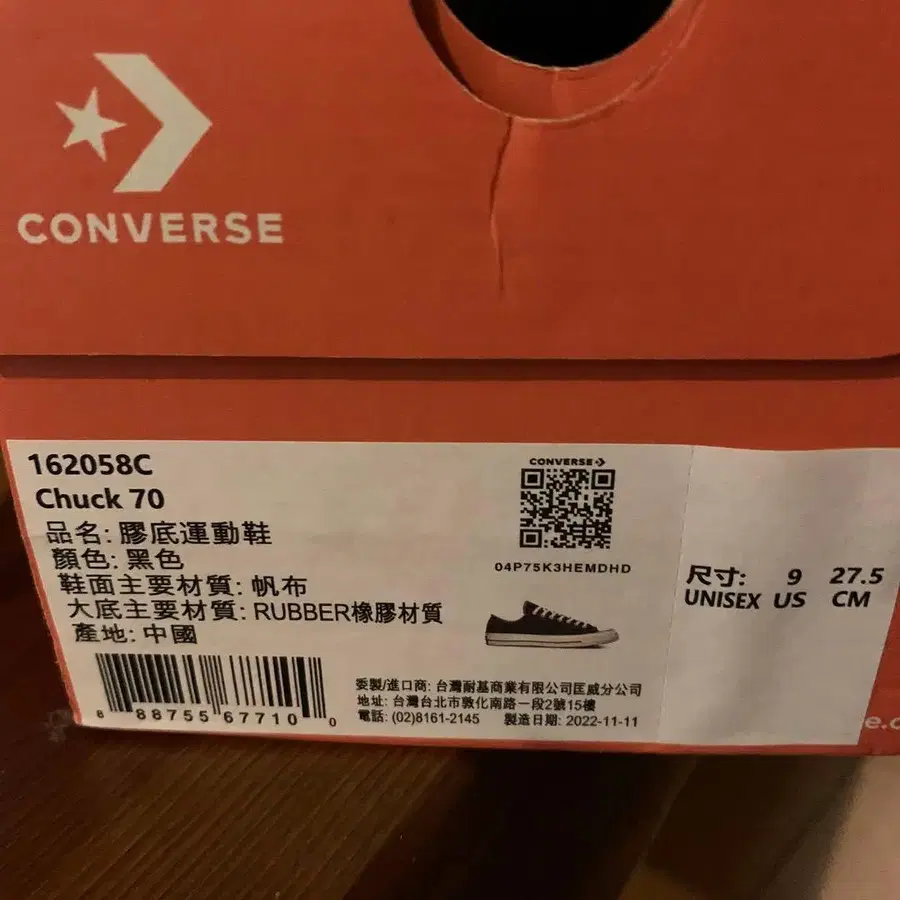 CONVERSE
162058C
Chuck 70
品名: 膠底運動鞋
顏色: 黑色
鞋面主要材質: 帆布
大底主要材質: RUBBER橡膠材質
產地: 中國
8 88755 67710 0
CONVERSE
04P75K3HEMDHD
委製/進口商: 台灣耐基商業有限公司匡威分公司
地址: 台灣台北市敦化南路一段2號15樓
電話: (02)8161-2145 製造日期: 2022-11-11
尺寸: 9 27.5
UNISEX US CM